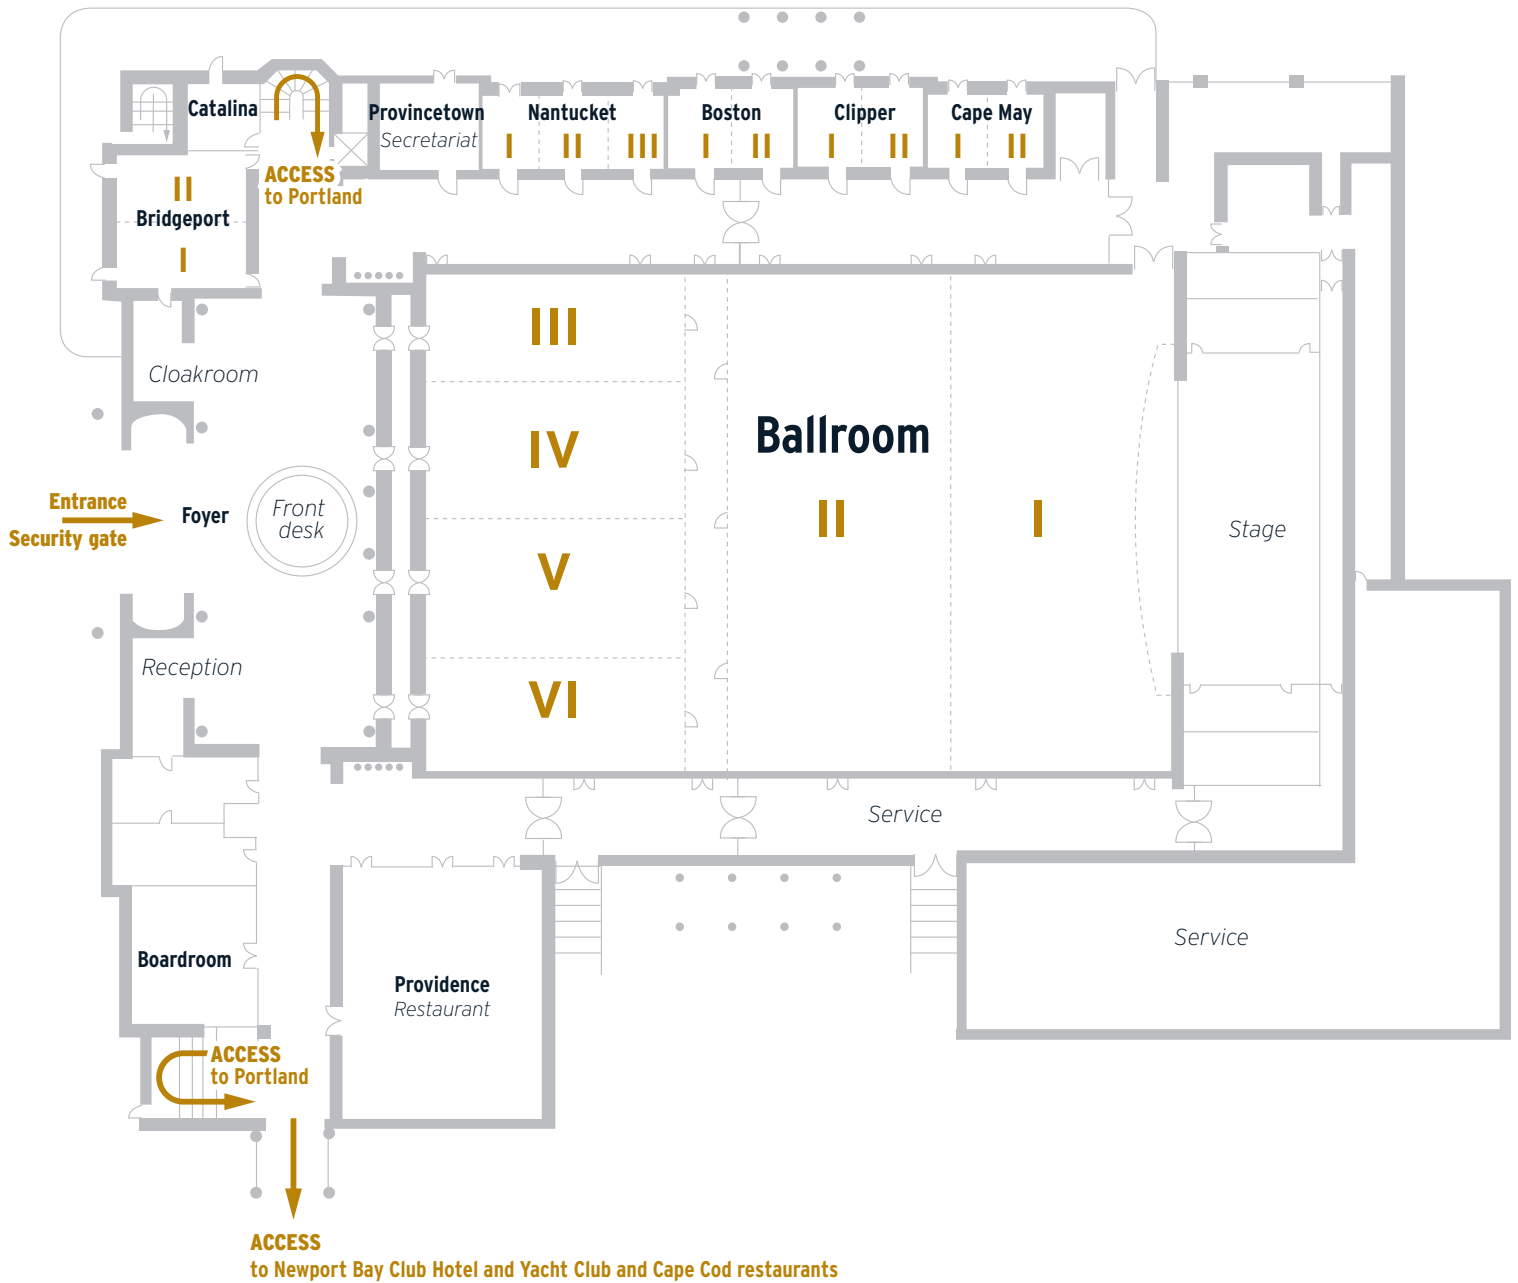 Catalina
Provincetown
Secretariat
Nantucket
I II III
Boston
I II
Clipper
I II
Cape May
I II
ACCESS
to Portland
II
Bridgeport
I
Cloakroom
III
IV
V
VI
Ballroom
II
I
Stage
Entrance
Security gate
Foyer
Front
desk
Reception
Service
Service
Boardroom
Providence
Restaurant
ACCESS
to Portland
ACCESS
to Newport Bay Club Hotel and Yacht Club and Cape Cod restaurants